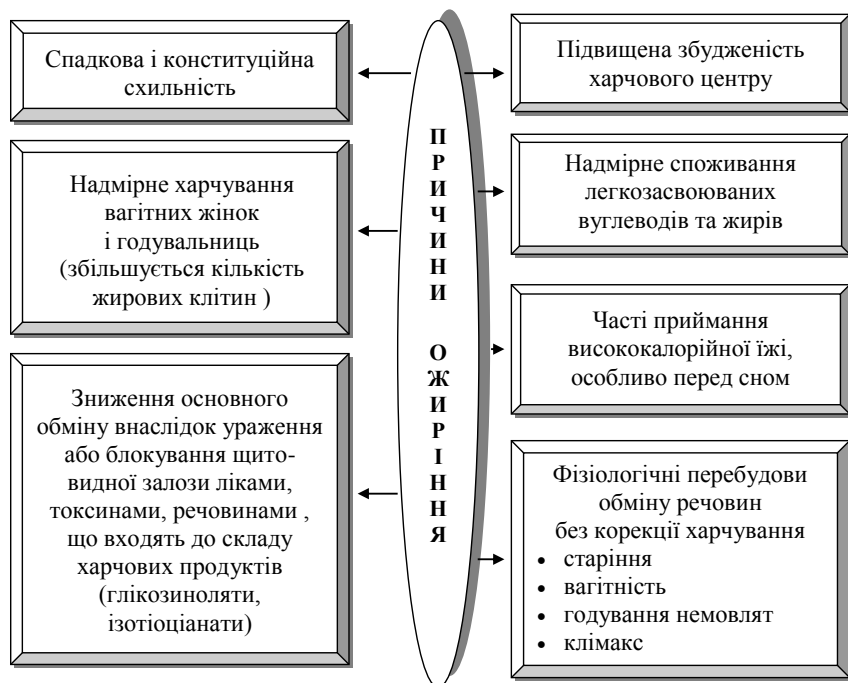 Спадкова і конституційна
схильність
Надмірне харчування
вагітних жінок
і годувальниць
(збільшується кількість
жирових клітин )
Зниження основного
обміну внаслідок ураження
або блокування щито-
видної залози ліками,
токсинами, речовинами ,
що входять до складу
харчових продуктів
(глікозиноляти,
ізотіоціанати)
ПРИЧИНИ ОЖИРІННЯ
Підвищена збудженість
харчового центру
Надмірне споживання
легкозасвоюваних
вуглеводів та жирів
Часті приймання
висококалорійної їжі,
особливо перед сном
Фізіологічні перебудови
обміну речовин
без корекції харчування
• старіння
• вагітність
• годування немовлят
• клімакс